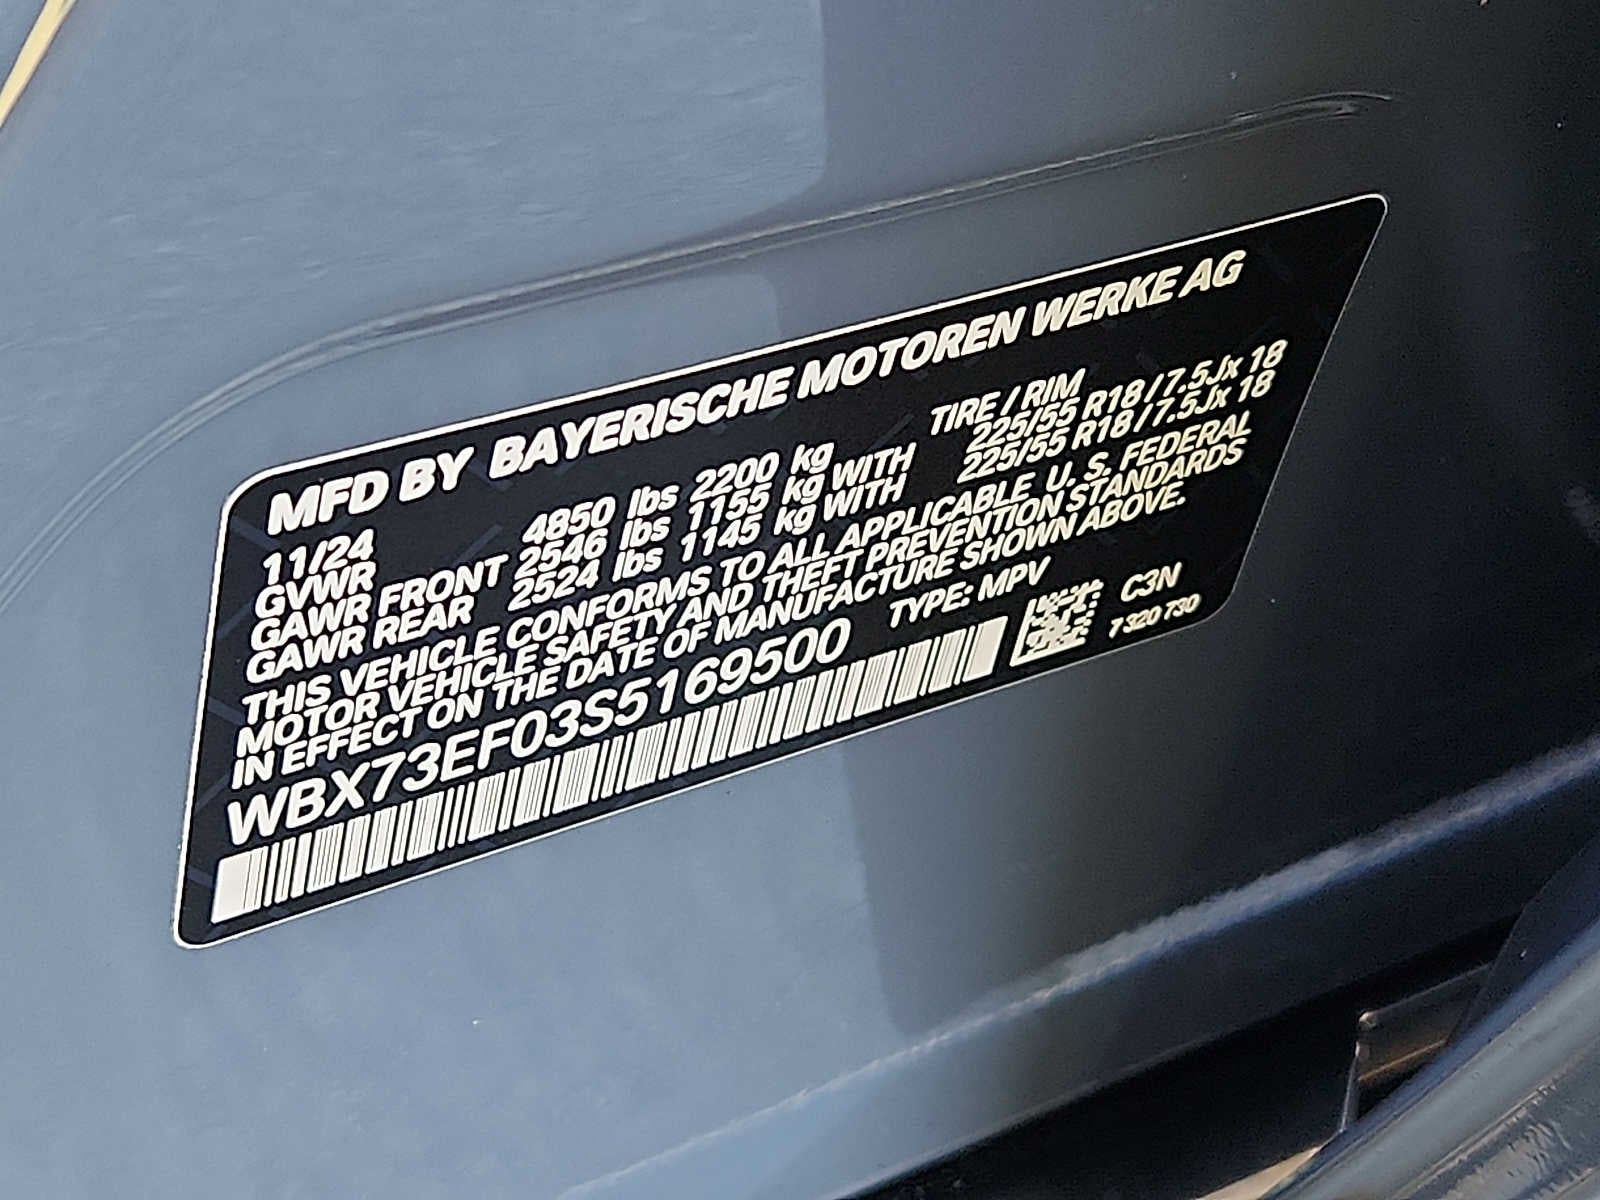 MFD BY BAYERISCHE MOTOREN WERKE AG
11/24 TIRE / RIM
GVWR 4850 lbs 2200 kg
GAWR FRONT 2546 lbs 1155 kg WITH 225/55 R18 / 7.5Jx 18
GAWR REAR 2524 lbs 1145 kg WITH 225/55 R18 / 7.5Jx 18
THIS VEHICLE CONFORMS TO ALL APPLICABLE U. S. FEDERAL
MOTOR VEHICLE SAFETY AND THEFT PREVENTION STANDARDS
IN EFFECT ON THE DATE OF MANUFACTURE SHOWN ABOVE.
WBX73EF03S5169500 TYPE: MPV
C3N
7 320 730